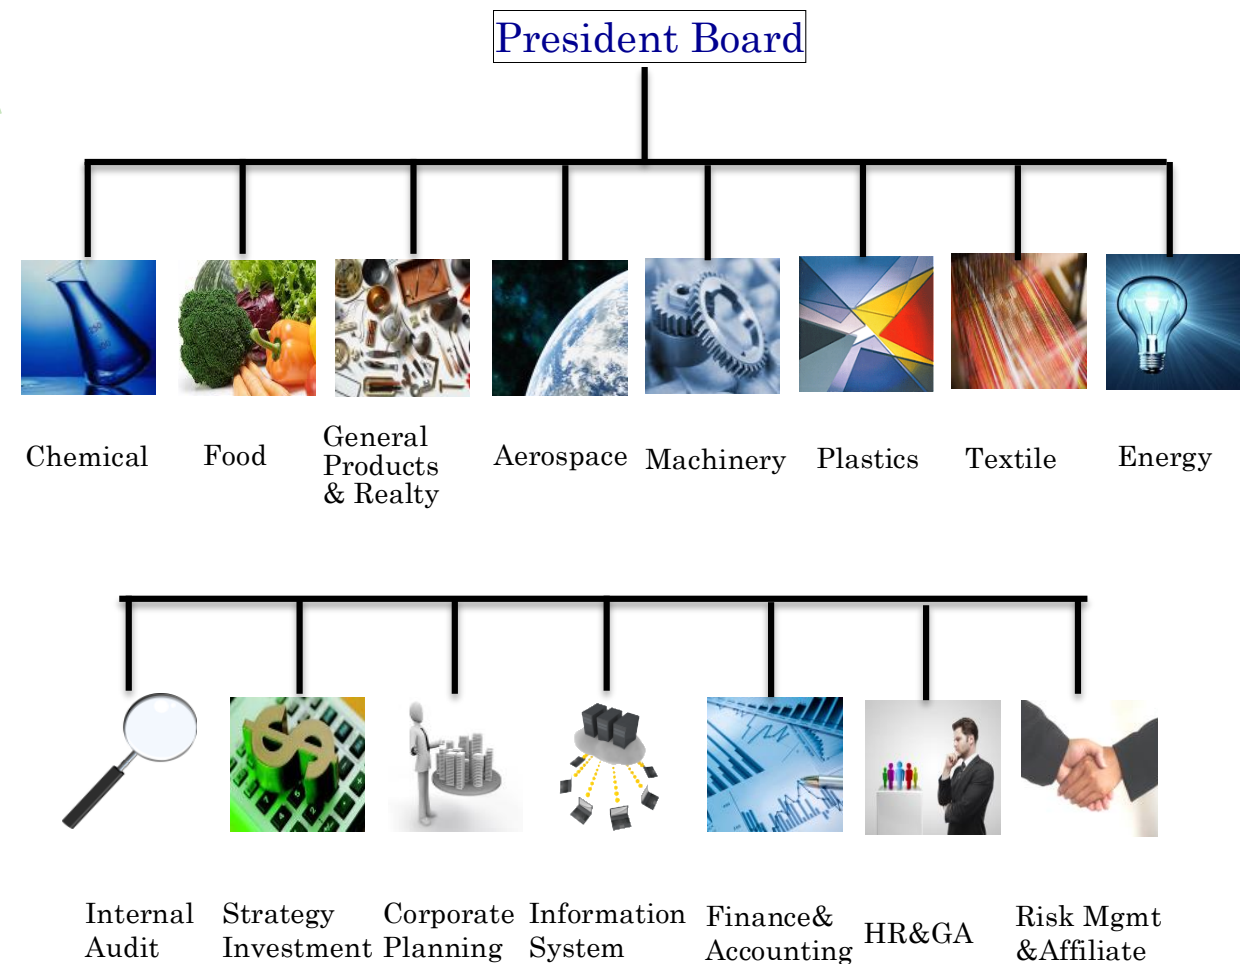 President Board
Chemical
Food
General
Products
& Realty
Aerospace
Machinery
Plastics
Textile
Energy
Internal
Audit
Strategy
Investment
Corporate
Planning
Information
System
Finance&
Accounting
HR&GA
Risk Mgmt
&Affiliate